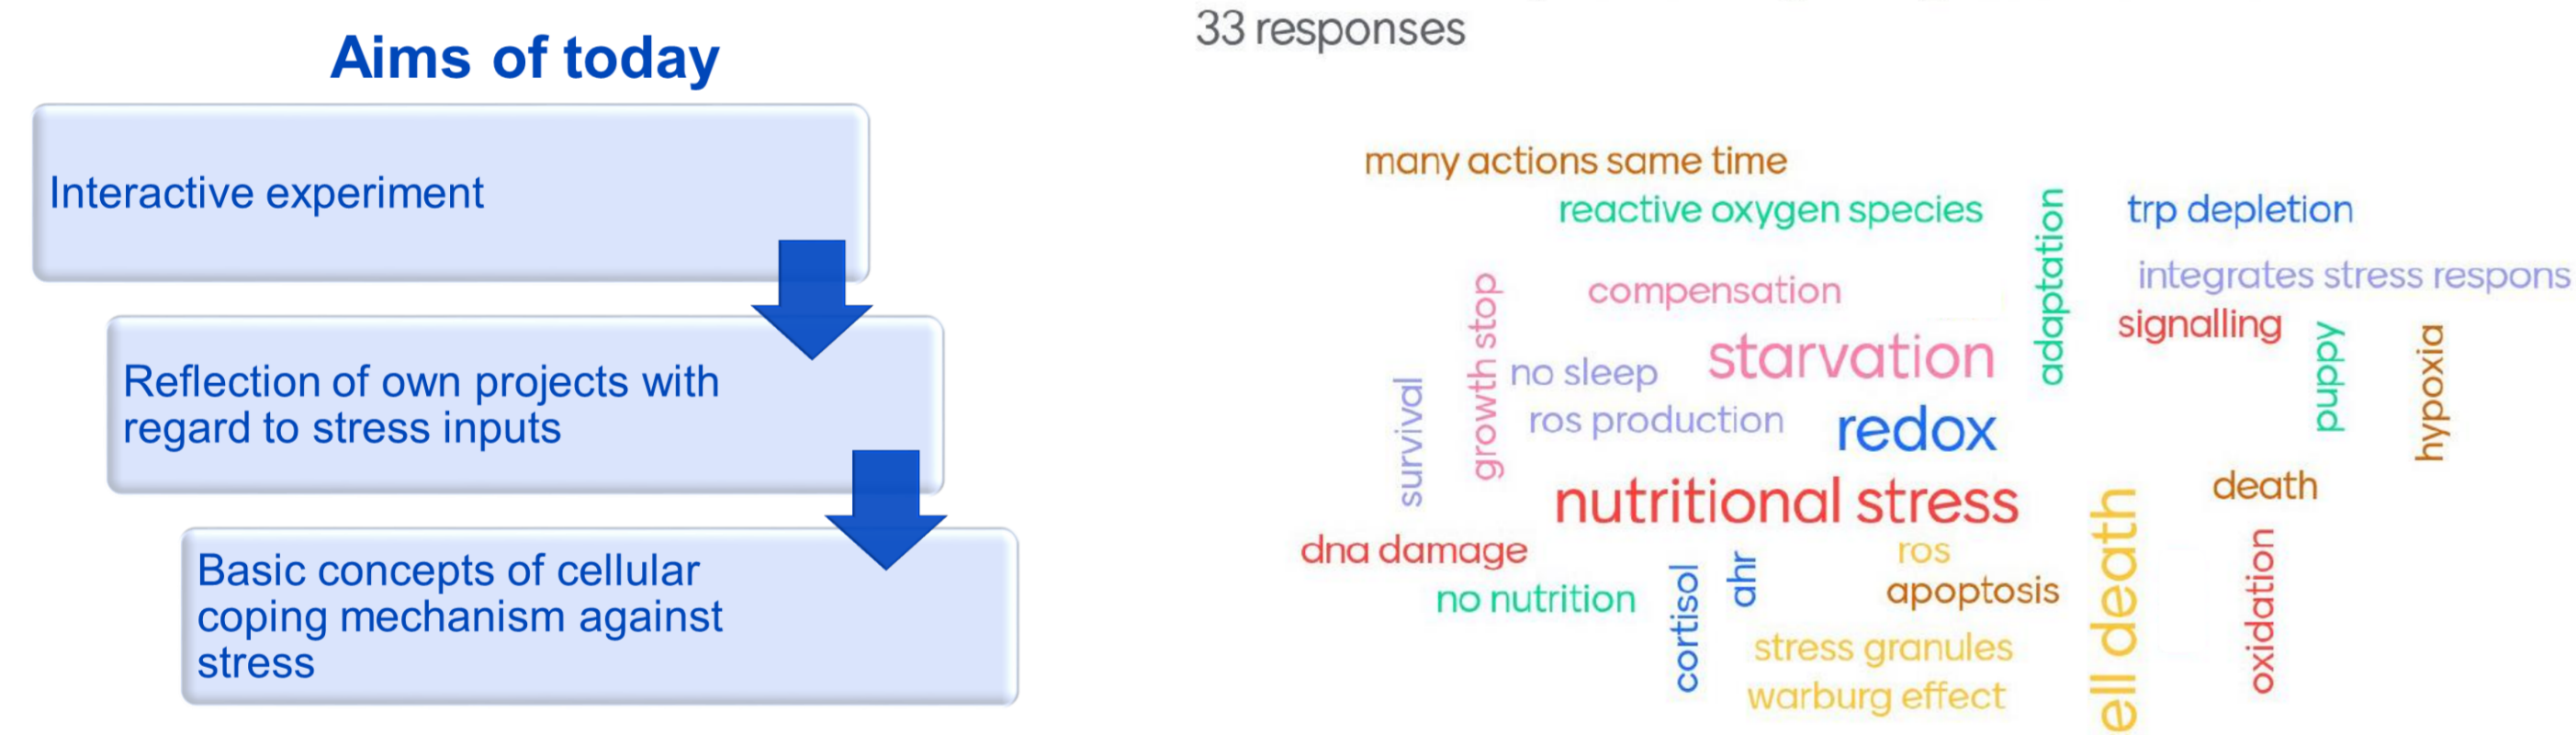 Aims of today
Interactive experiment
Reflection of own projects with
regard to stress inputs
Basic concepts of cellular
coping mechanism against
stress
33 responses
many actions same time
reactive oxygen species
adaptation
trp depletion
integrates stress respons
compensation
signalling
growth stop
starvation
puppy
hypoxia
no sleep
survival
ros production
redox
nutritional stress
death
ell death
dna damage
ros
oxidation
no nutrition
cortisol
ahr
apoptosis
stress granules
warburg effect